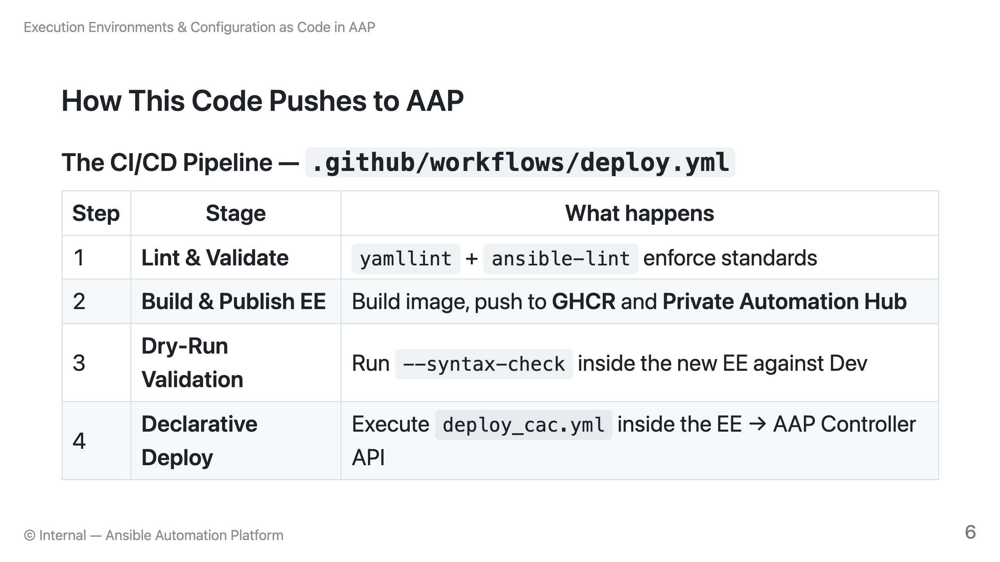 Execution Environments & Configuration as Code in AAP
How This Code Pushes to AAP
The CI/CD Pipeline — .github/workflows/deploy.yml
Step Stage What happens
1 Lint & Validate yamllint + ansible-lint enforce standards
2 Build & Publish EE Build image, push to GHCR and Private Automation Hub
3 Dry-Run
Validation
Run --syntax-check inside the new EE against Dev
4 Declarative
Deploy
Execute deploy_cac.yml inside the EE → AAP Controller
API
© Internal — Ansible Automation Platform
6